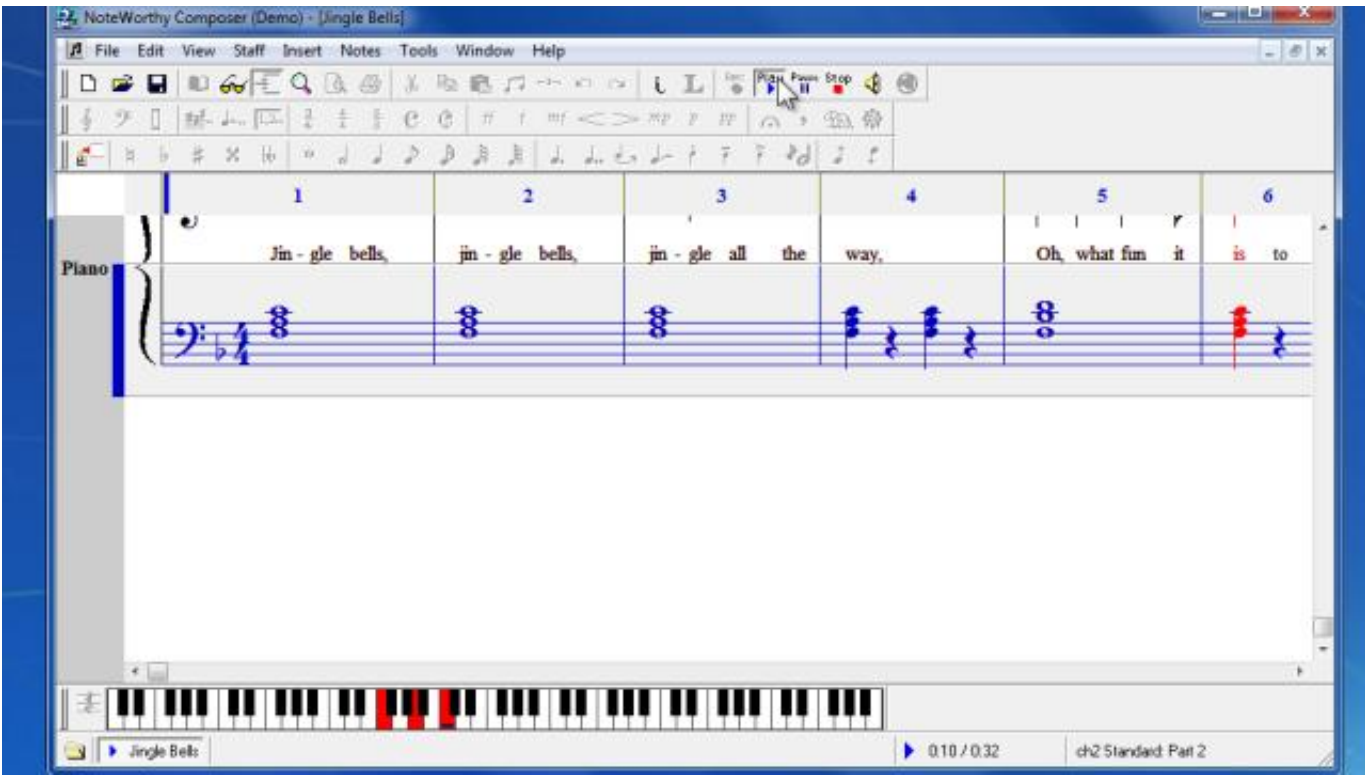 NoteWorthy Composer (Demo) - [Jingle Bells]
File Edit View Staff Insert Notes Tools Window Help
Play Pause Stop
1 2 3 4 5 6
Jin - gle bells, jin - gle bells, jin - gle all the way, Oh, what fun it is to
Piano
Jingle Bells
0:10 / 0:32
ch2 Standard: Part 2